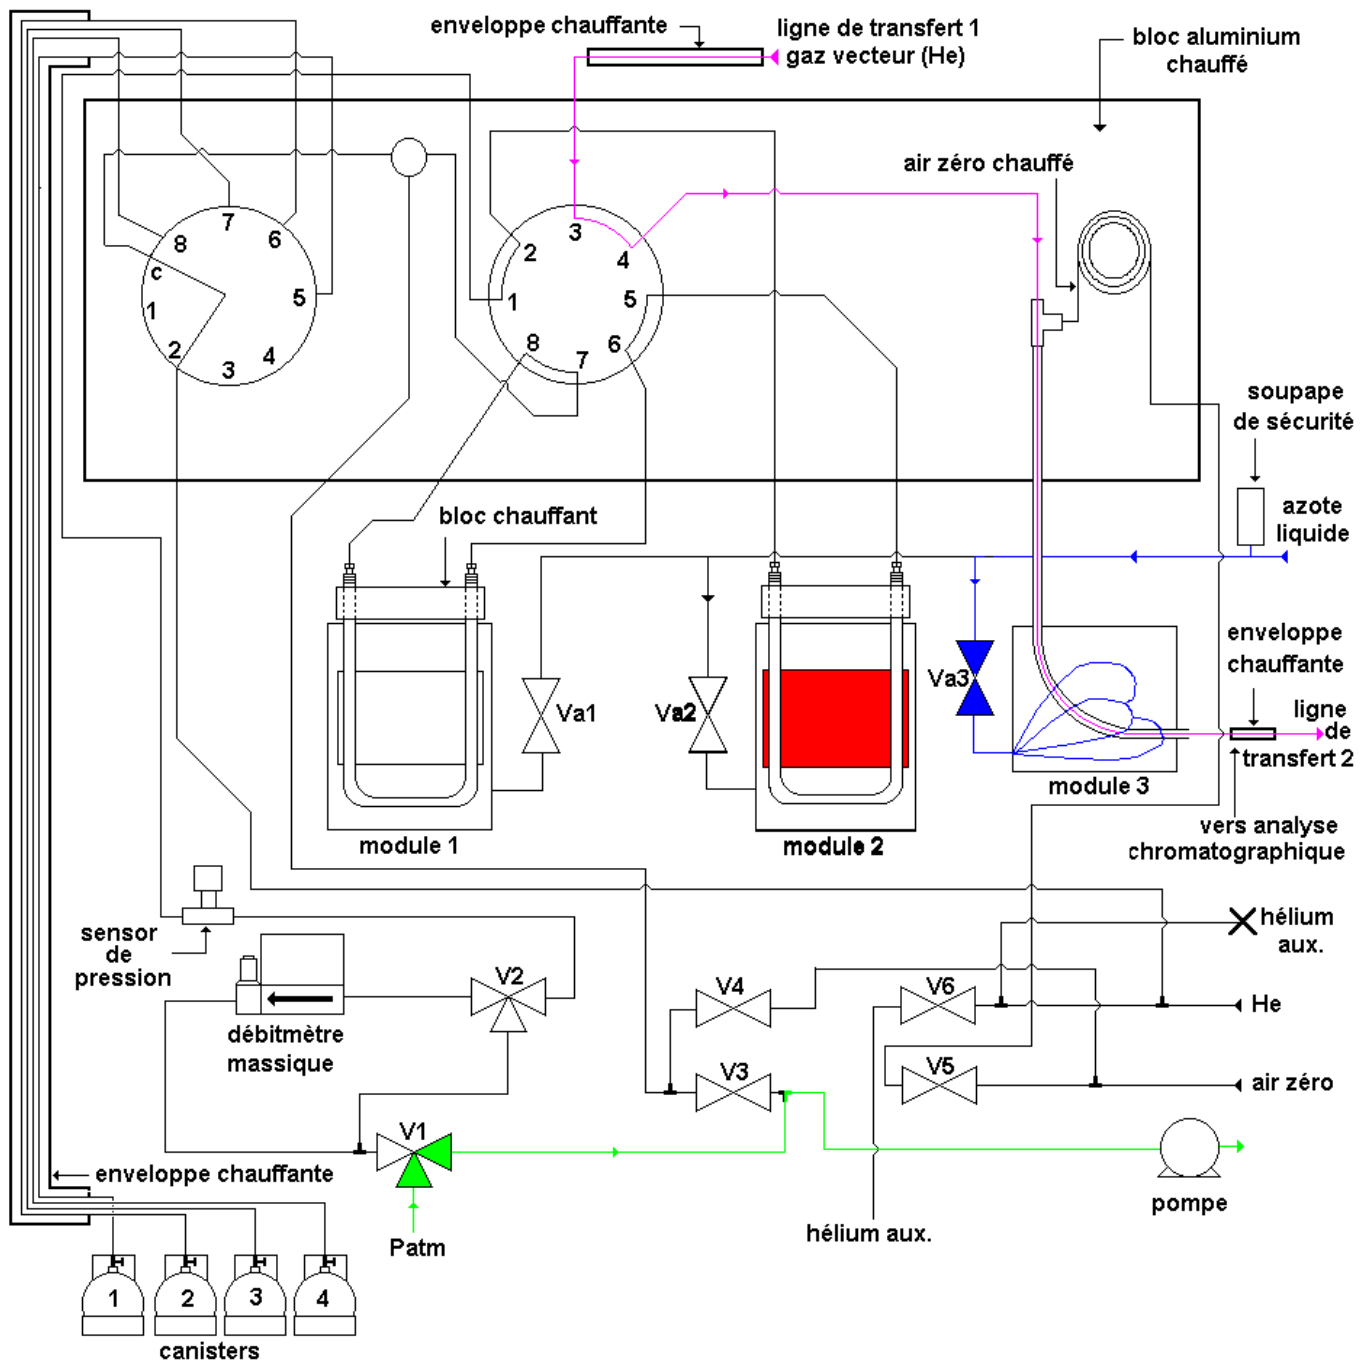 enveloppe chauffante
ligne de transfert 1
gaz vecteur (He)
bloc aluminium
chauffé
air zéro chauffé
7
8
6
c
1
5
2
4
3
3
2
4
1
5
8
6
7
soupape
de sécurité
azote
liquide
bloc chauffant
enveloppe
chauffante
Va1
Va2
Va3
ligne
de
transfert 2
module 1
module 2
module 3
vers analyse
chromatographique
sensor
de
pression
hélium
aux.
V2
V4
V6
He
débitmètre
massique
V3
V5
air zéro
V1
enveloppe chauffante
pompe
Patm
hélium aux.
1
2
3
4
canisters